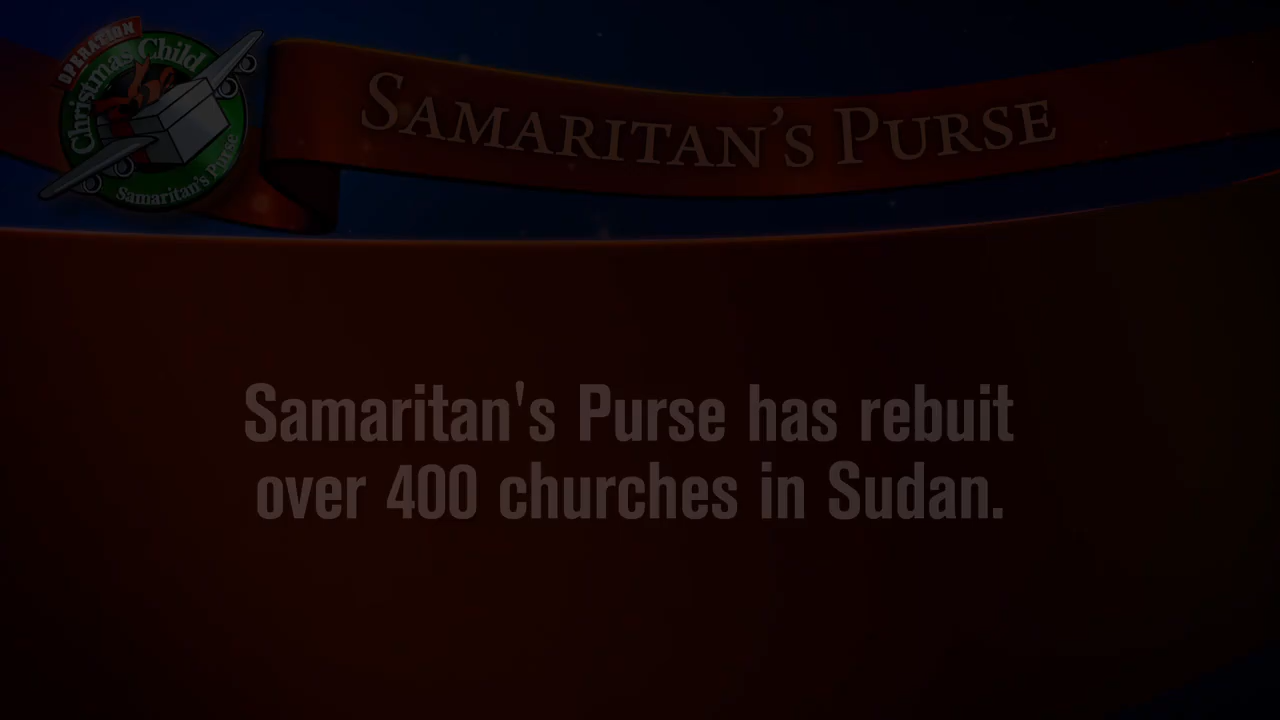 OPERATION
Christmas Child
Samaritan's Purse
SAMARITAN'S PURSE
Samaritan's Purse has rebuit
over 400 churches in Sudan.